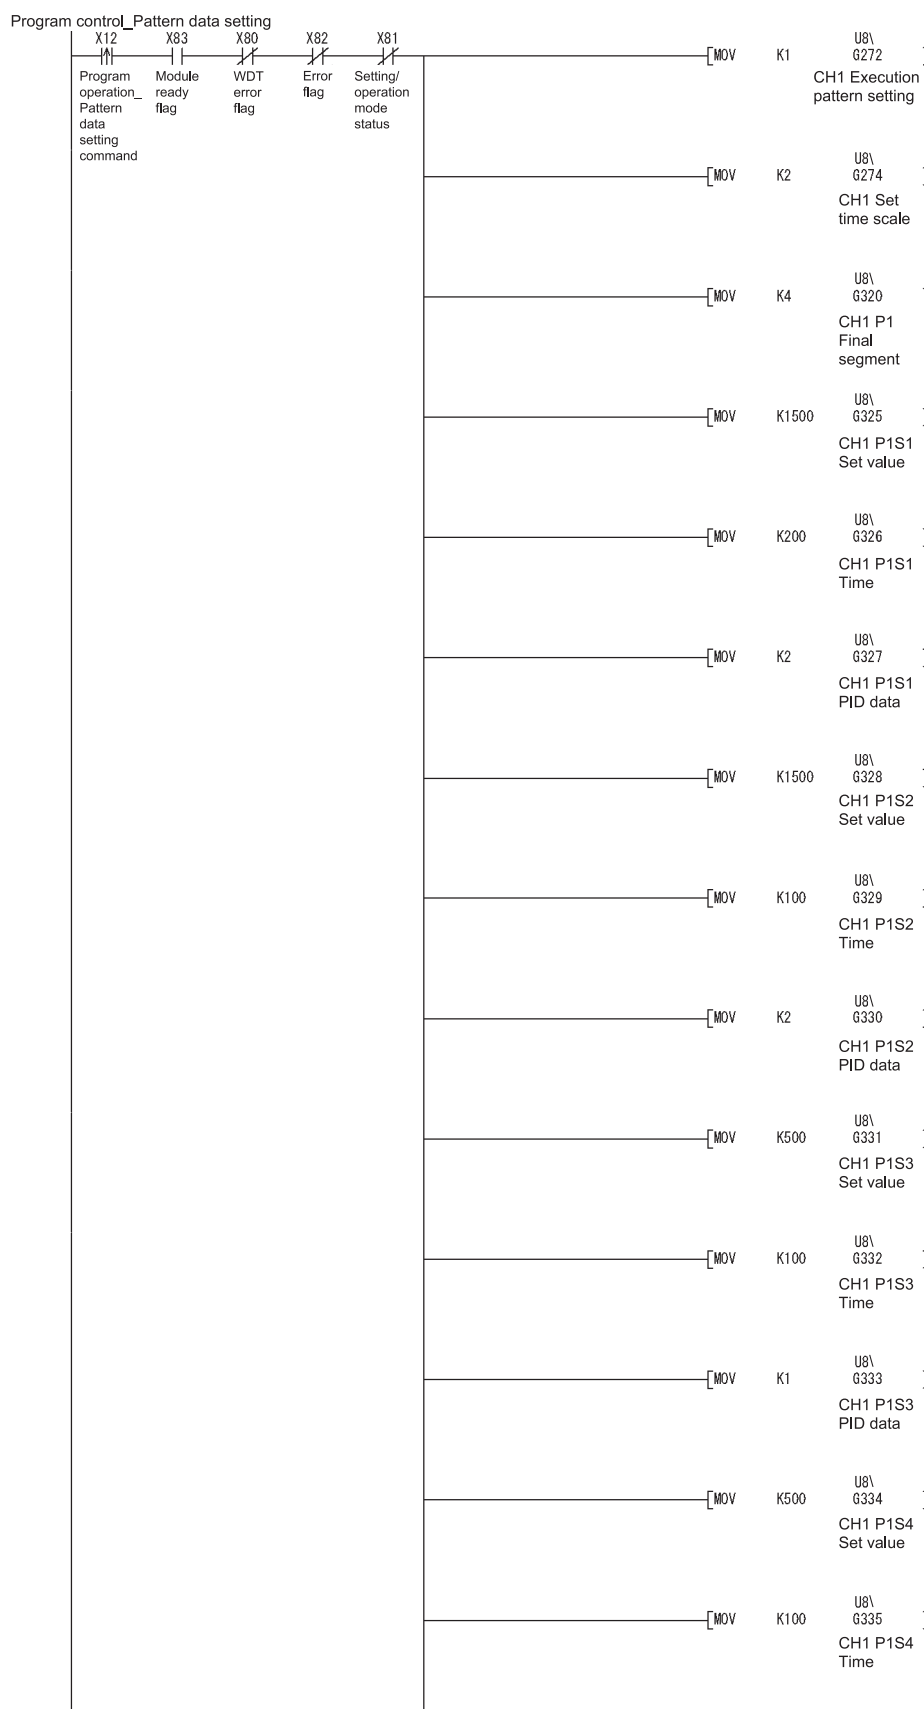 Program control_Pattern data setting
X12 X83 X80 X82 X81
Program operation_ Pattern data setting command
Module ready flag
WDT error flag
Error flag
Setting/ operation mode status
[MOV K1 U8\ G272 ]
CH1 Execution pattern setting
[MOV K2 U8\ G274 ]
CH1 Set time scale
[MOV K4 U8\ G320 ]
CH1 P1 Final segment
[MOV K1500 U8\ G325 ]
CH1 P1S1 Set value
[MOV K200 U8\ G326 ]
CH1 P1S1 Time
[MOV K2 U8\ G327 ]
CH1 P1S1 PID data
[MOV K1500 U8\ G328 ]
CH1 P1S2 Set value
[MOV K100 U8\ G329 ]
CH1 P1S2 Time
[MOV K2 U8\ G330 ]
CH1 P1S2 PID data
[MOV K500 U8\ G331 ]
CH1 P1S3 Set value
[MOV K100 U8\ G332 ]
CH1 P1S3 Time
[MOV K1 U8\ G333 ]
CH1 P1S3 PID data
[MOV K500 U8\ G334 ]
CH1 P1S4 Set value
[MOV K100 U8\ G335 ]
CH1 P1S4 Time